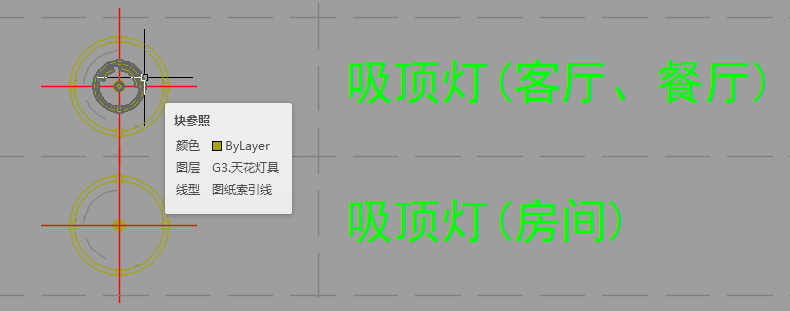 吸顶灯(客厅、餐厅)
块参照
颜色 ByLayer
图层 G3.天花灯具
线型 图纸索引线
吸顶灯(房间)